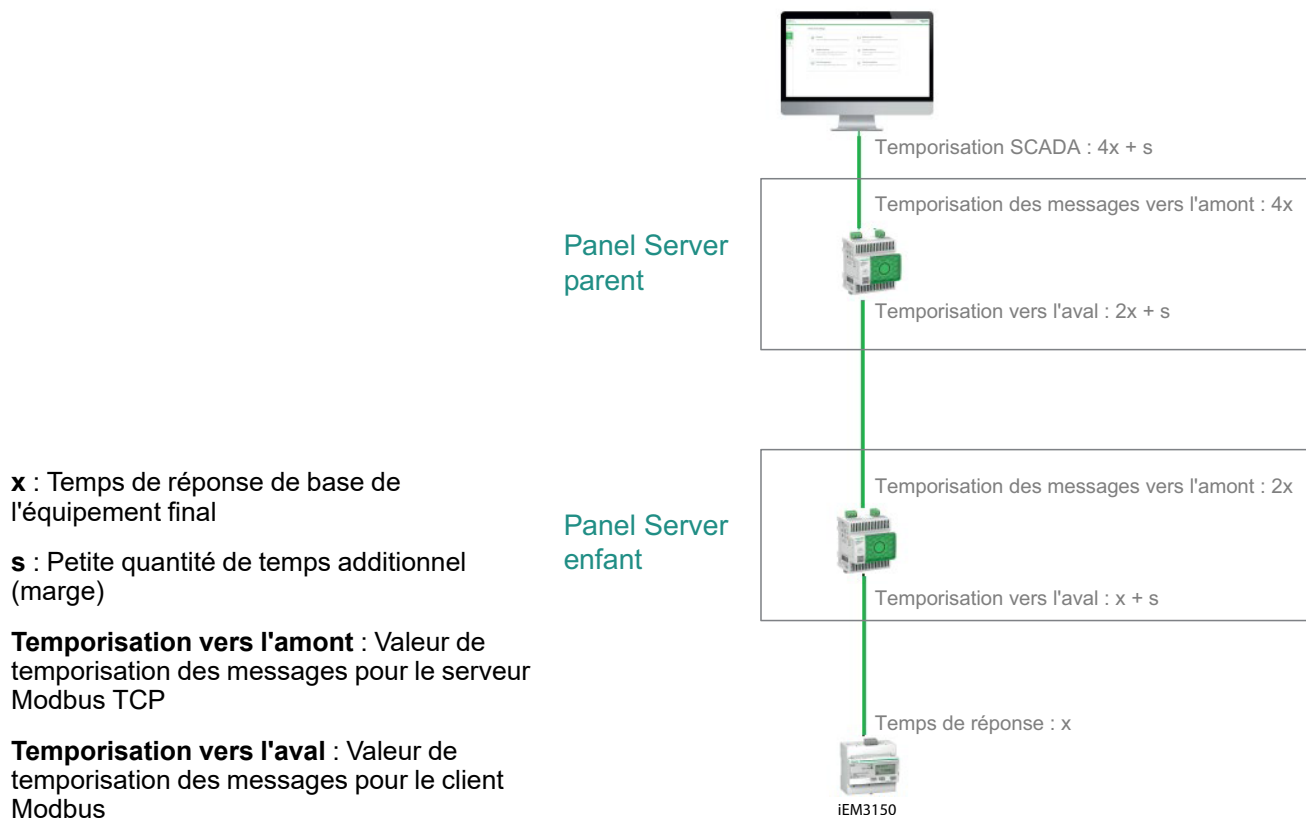 Temporisation SCADA : 4x + s
Temporisation des messages vers l'amont : 4x
Panel Server
parent
Temporisation vers l'aval : 2x + s
x : Temps de réponse de base de
l'équipement final
s : Petite quantité de temps additionnel
(marge)
Temporisation vers l'amont : Valeur de
temporisation des messages pour le serveur
Modbus TCP
Temporisation vers l'aval : Valeur de
temporisation des messages pour le client
Modbus
Temporisation des messages vers l'amont : 2x
Panel Server
enfant
Temporisation vers l'aval : x + s
Temps de réponse : x
iEM3150